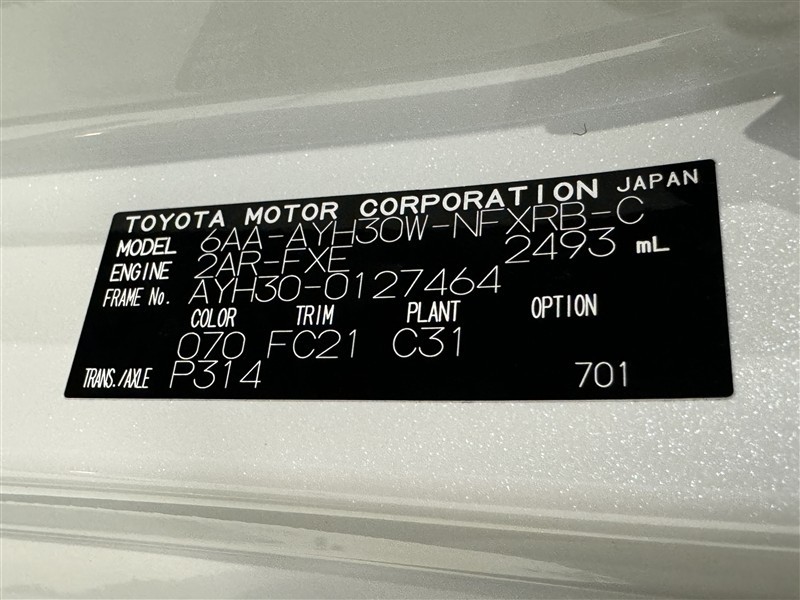 TOYOTA MOTOR CORPORATION JAPAN
MODEL 6AA-AYH30W-NFXRB-C
ENGINE 2AR-FXE 2493 mL
FRAME No. AYH30-0127464
COLOR TRIM PLANT OPTION
070 FC21 C31
TRANS./AXLE P314 701